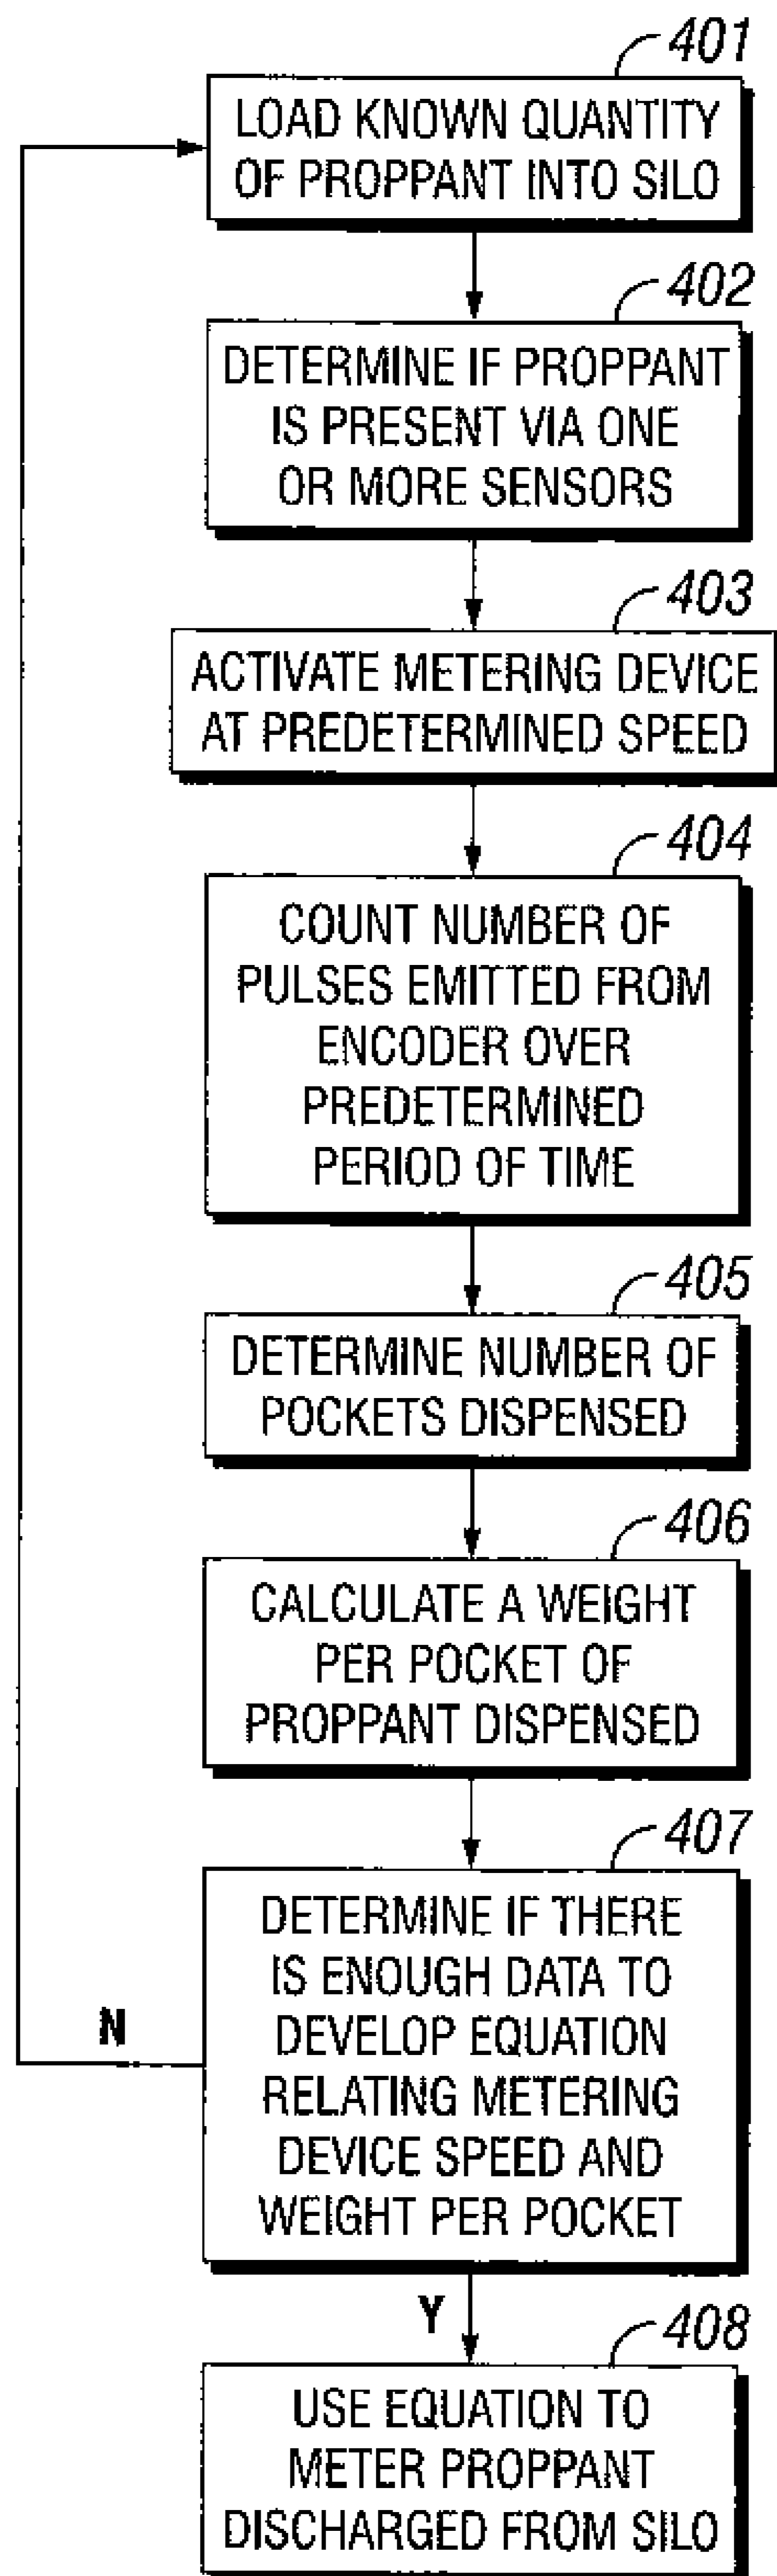 401
LOAD KNOWN QUANTITY
OF PROPPANT INTO SILO
402
DETERMINE IF PROPPANT
IS PRESENT VIA ONE
OR MORE SENSORS
403
ACTIVATE METERING DEVICE
AT PREDETERMINED SPEED
404
COUNT NUMBER OF
PULSES EMITTED FROM
ENCODER OVER
PREDETERMINED
PERIOD OF TIME
405
DETERMINE NUMBER OF
POCKETS DISPENSED
406
CALCULATE A WEIGHT
PER POCKET OF
PROPPANT DISPENSED
407
DETERMINE IF THERE
IS ENOUGH DATA TO
DEVELOP EQUATION
RELATING METERING
DEVICE SPEED AND
WEIGHT PER POCKET
N
Y
408
USE EQUATION TO
METER PROPPANT
DISCHARGED FROM SILO